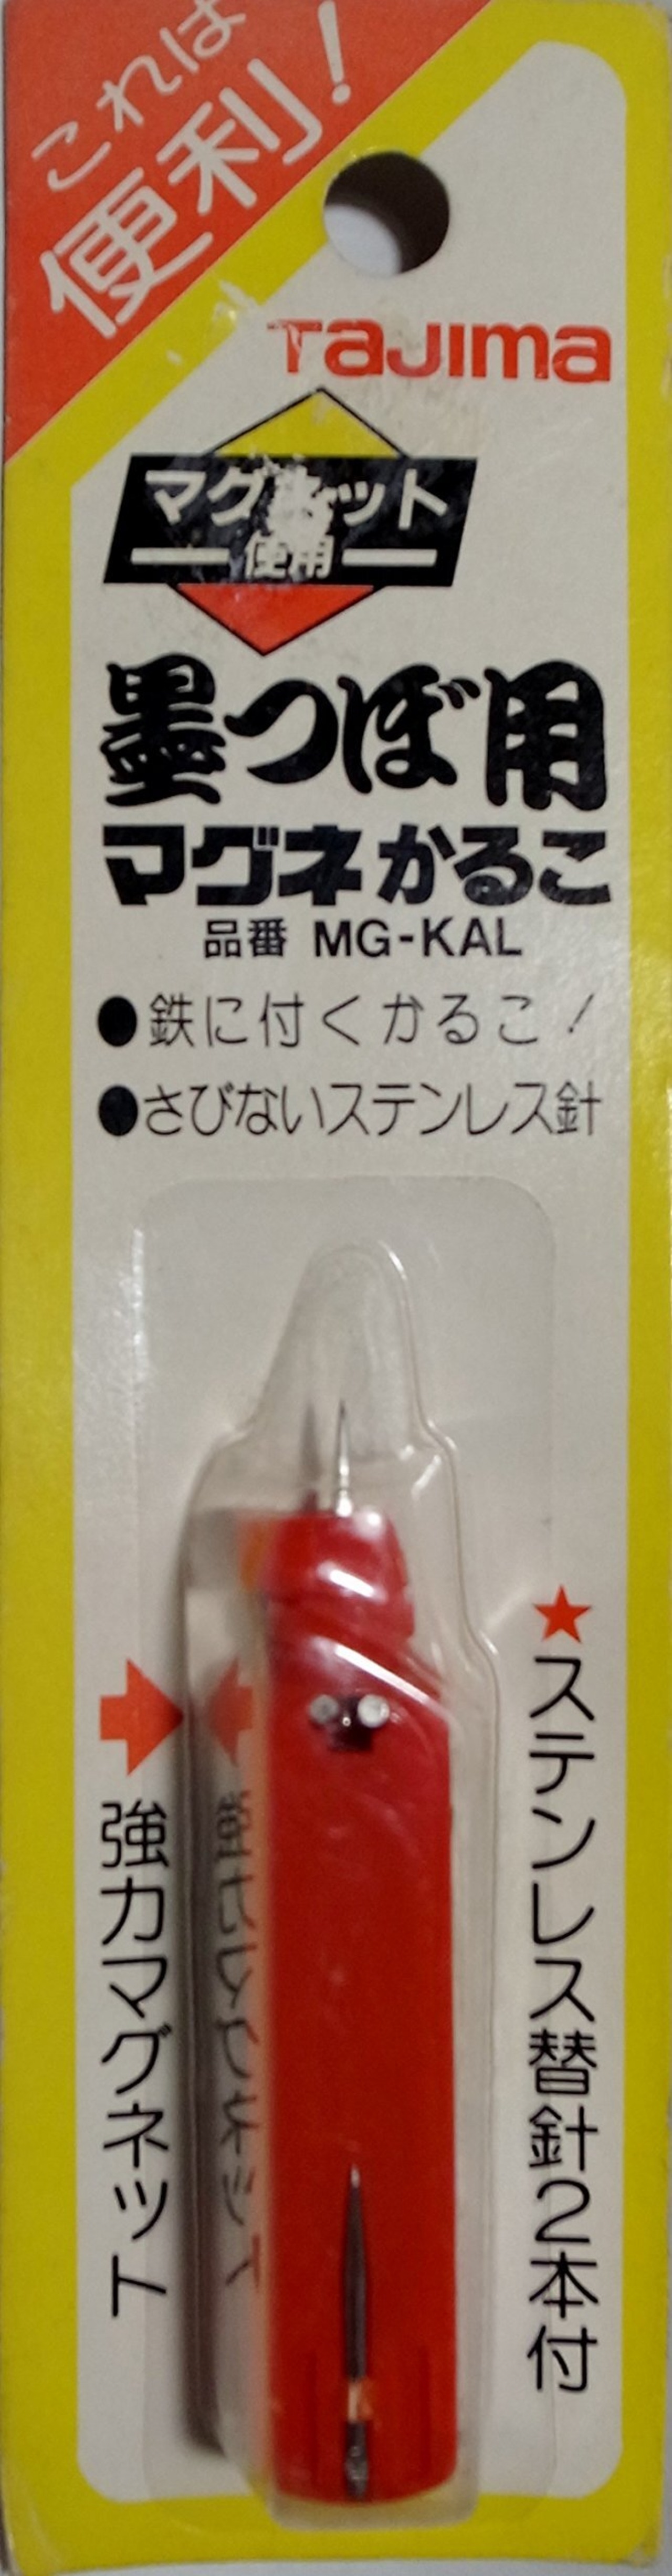 これは
便利!
Tajima
マグネット
使用
墨つぼ用
マグネかるこ
品番 MG-KAL
●鉄に付くかるこ!
●さびないステンレス針
強力マグネット
★ステンレス替針2本付